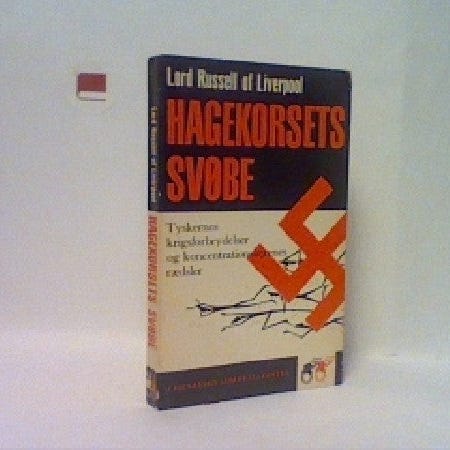 Lord Russell of Liverpool
HAGEKORSETS
SVØBE
Tyskernes
krigsforbrydelser
og koncentrationslejrenes
rædsler
Lord Russell of Liverpool
HAGEKORSETS SVØBE